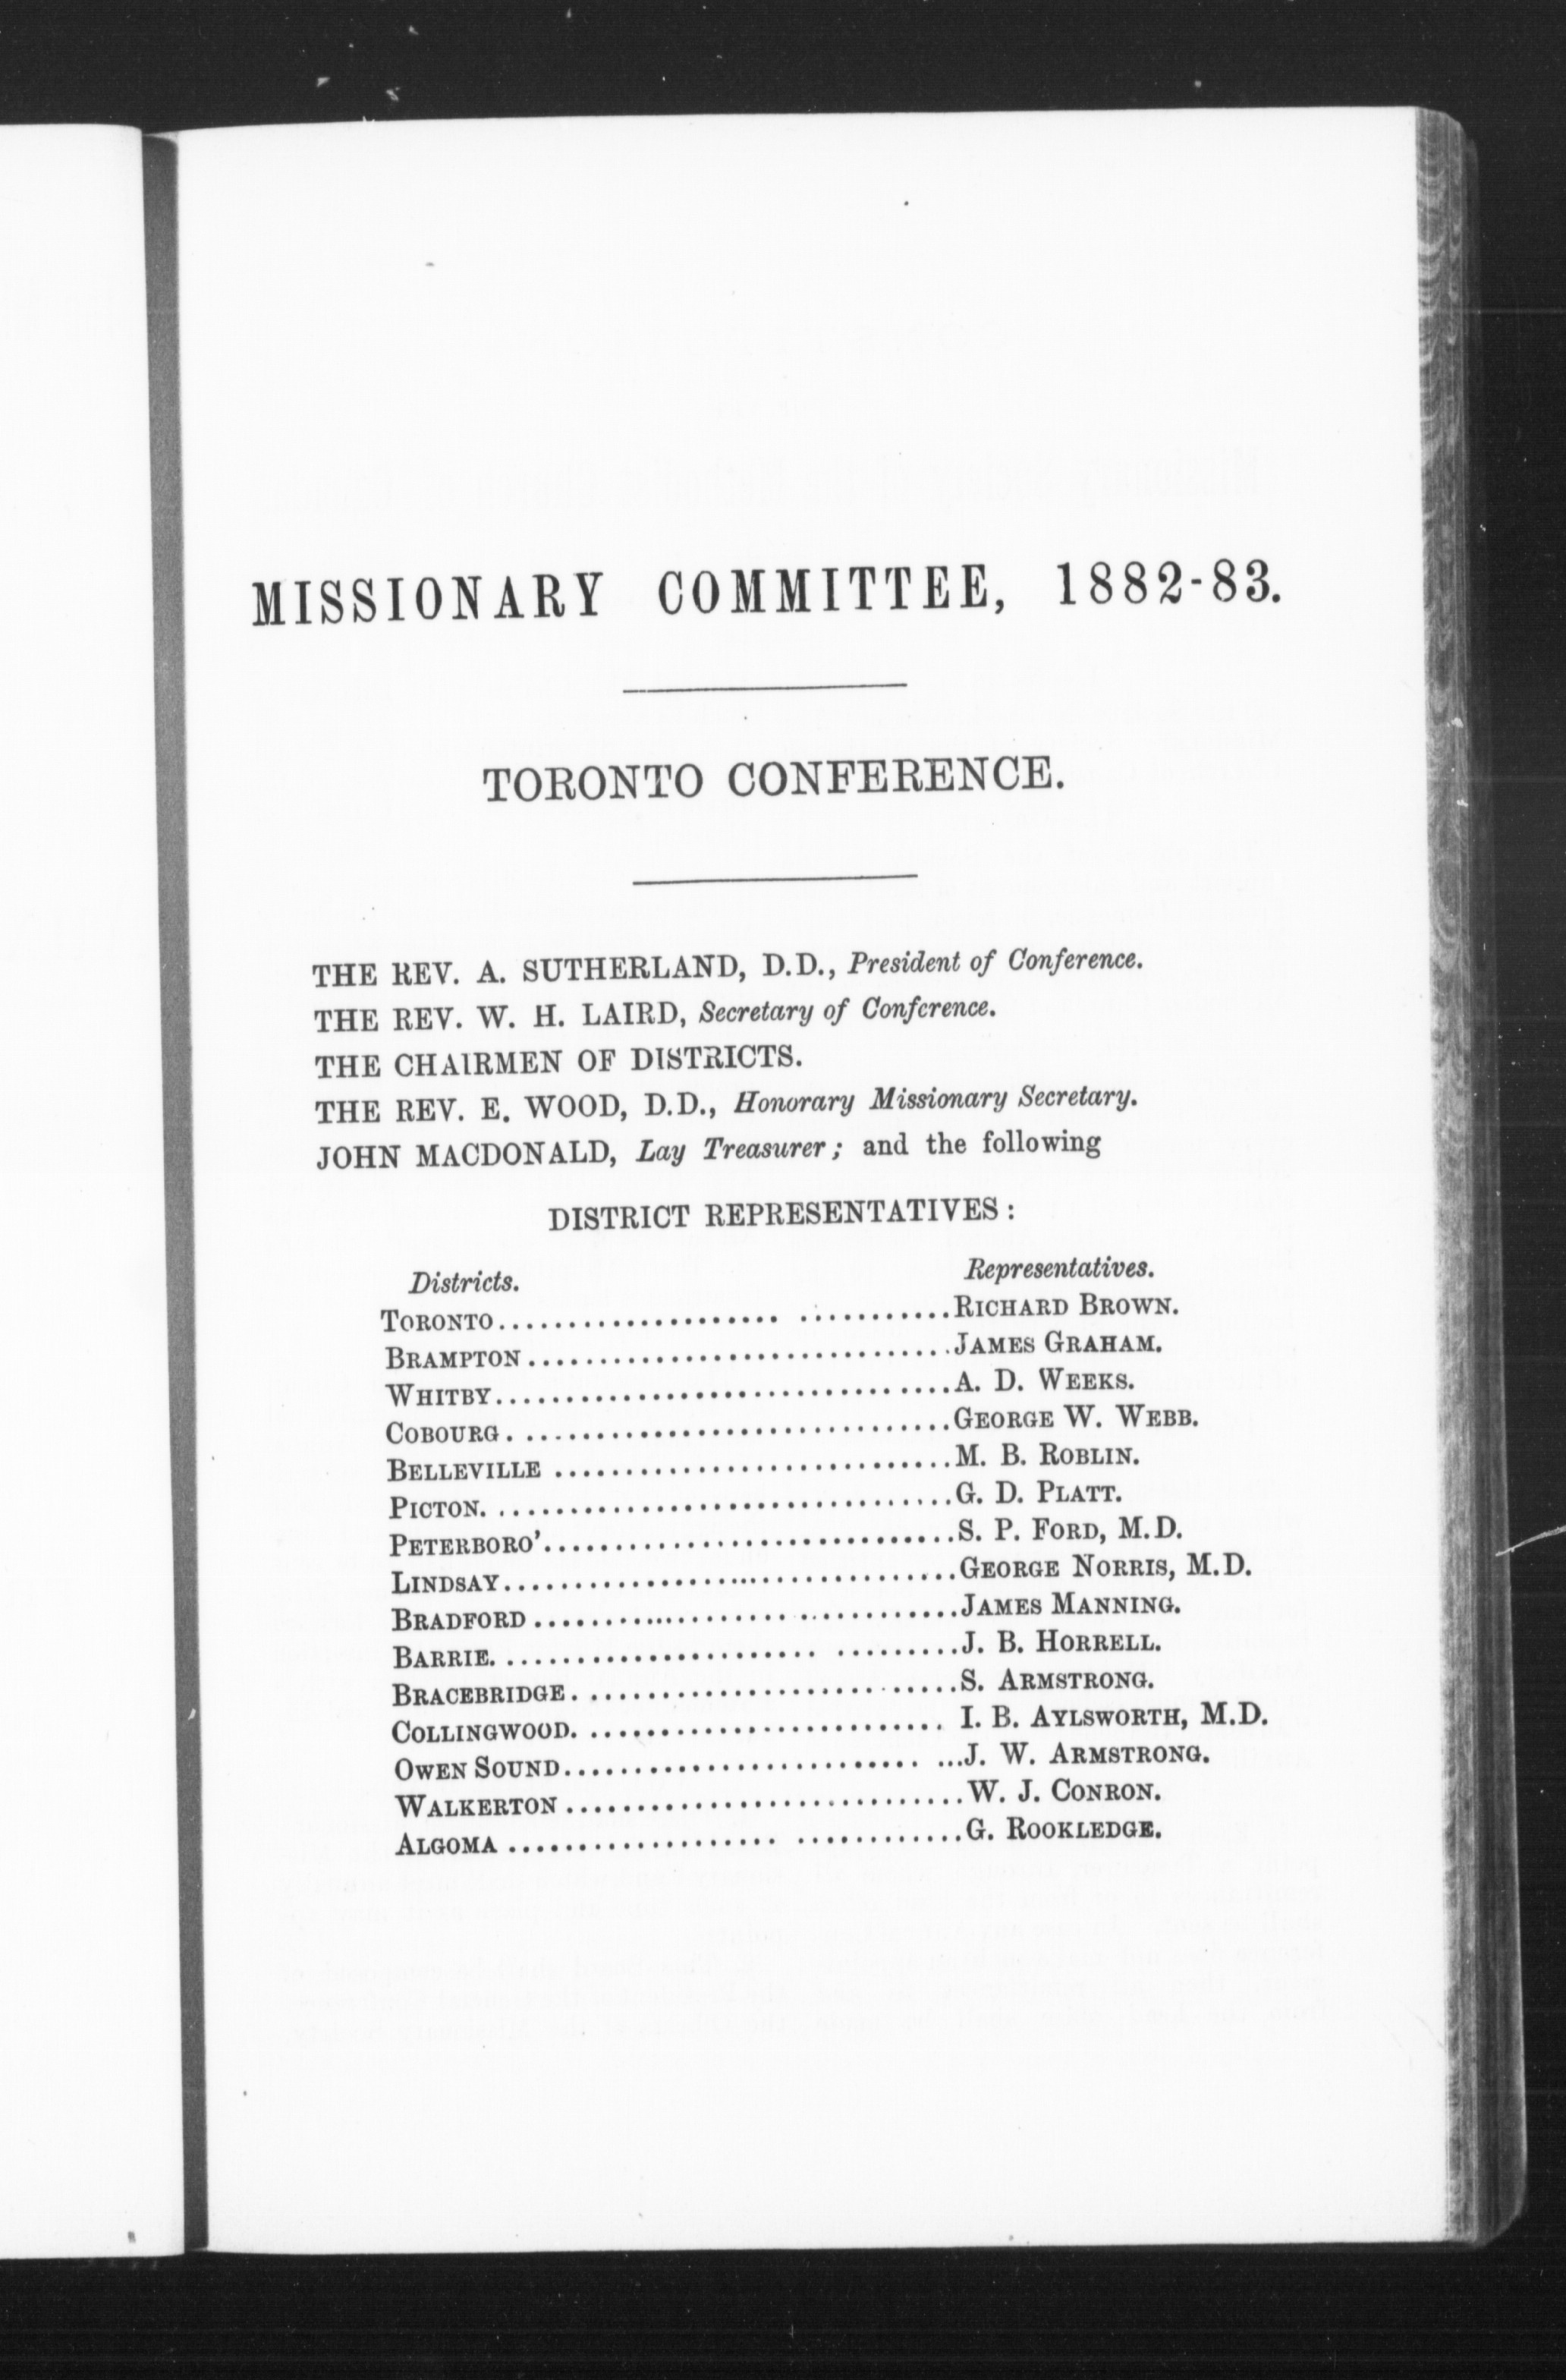 MISSIONARY COMMITTEE, 1882-83.
TORONTO CONFERENCE.
THE REV. A. SUTHERLAND, D.D., President of Conference.
THE REV. W. H. LAIRD, Secretary of Conference.
THE CHAIRMEN OF DISTRICTS.
THE REV. E. WOOD, D.D., Honorary Missionary Secretary.
JOHN MACDONALD, Lay Treasurer; and the following
DISTRICT REPRESENTATIVES:
Districts. Representatives.
TORONTO.................... ...........RICHARD BROWN.
BRAMPTON..............................JAMES GRAHAM.
WHITBY................................A. D. WEEKS.
COBOURG...............................GEORGE W. WEBB.
BELLEVILLE ............................M. B. ROBLIN.
PICTON.................................G. D. PLATT.
PETERBORO'.............................S. P. FORD, M.D.
LINDSAY................................GEORGE NORRIS, M.D.
BRADFORD ..............................JAMES MANNING.
BARRIE....................... .........J. B. HORRELL.
BRACEBRIDGE............................S. ARMSTRONG.
COLLINGWOOD.......................... I. B. AYLSWORTH, M.D.
OWEN SOUND......................... ...J. W. ARMSTRONG.
WALKERTON ............................W. J. CONRON.
ALGOMA ................... ............G. ROOKLEDGE.